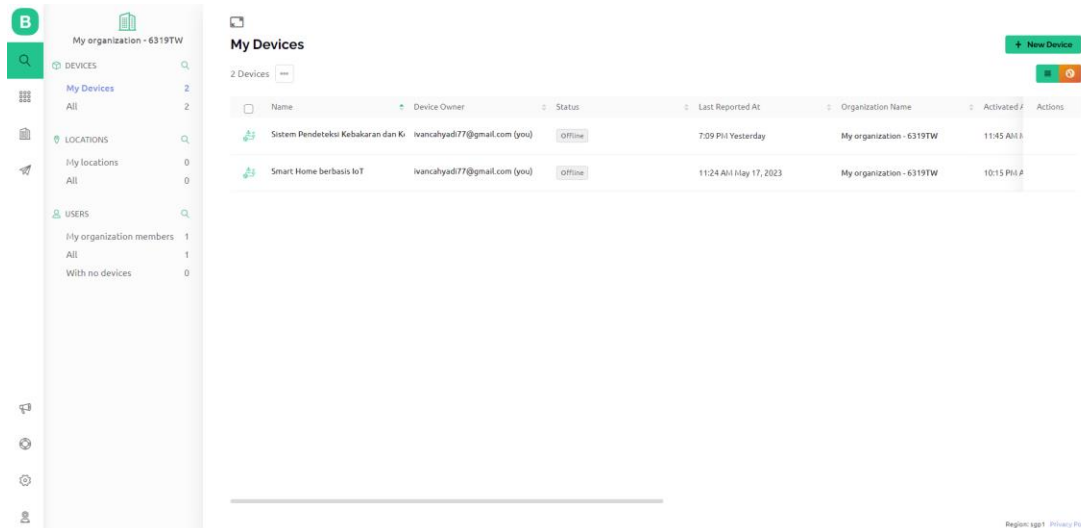 B
My organization - 6319TW
DEVICES
My Devices 2
All 2
LOCATIONS
My locations 0
All 0
USERS
My organization members 1
All 1
With no devices 0
My Devices
+ New Device
2 Devices
Name Device Owner Status Last Reported At Organization Name Activated A Actions
Sistem Pendeteksi Kebakaran dan Ke ivancahyadi77@gmail.com (you) Offline 7:09 PM Yesterday My organization - 6319TW 11:45 AM
Smart Home berbasis IoT ivancahyadi77@gmail.com (you) Offline 11:24 AM May 17, 2023 My organization - 6319TW 10:15 PM A
Region: sgp1 Privacy Po